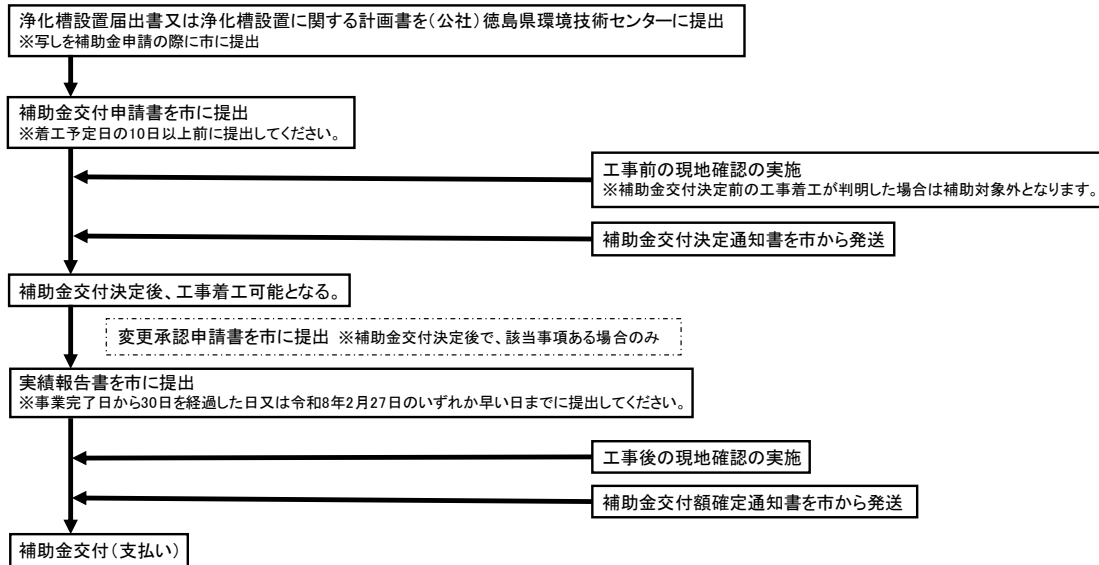 浄化槽設置届出書又は浄化槽設置に関する計画書を(公社)徳島県環境技術センターに提出
※写しを補助金申請の際に市に提出
補助金交付申請書を市に提出
※着工予定日の10日以上前に提出してください。
工事前の現地確認の実施
※補助金交付決定前の工事着工が判明した場合は補助対象外となります。
補助金交付決定通知書を市から発送
補助金交付決定後、工事着工可能となる。
変更承認申請書を市に提出 ※補助金交付決定後で、該当事項ある場合のみ
実績報告書を市に提出
※事業完了日から30日を経過した日又は令和8年2月27日のいずれか早い日までに提出してください。
工事後の現地確認の実施
補助金交付額確定通知書を市から発送
補助金交付(支払い)